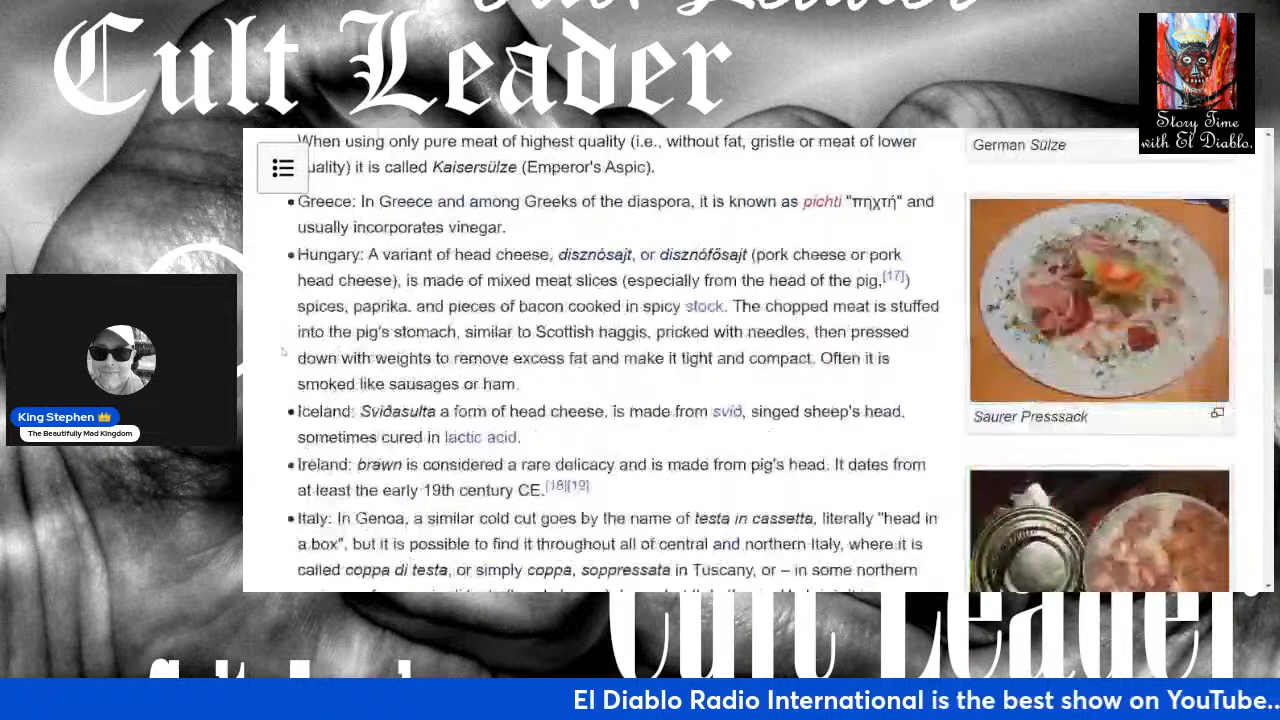 Cult Leader
Cult Leader
Story Time
with El Diablo.
When using only pure meat of highest quality (i.e., without fat, gristle or meat of lower
quality) it is called Kaisersülze (Emperor's Aspic).
Greece: In Greece and among Greeks of the diaspora, it is known as pichti "πηχτή" and
usually incorporates vinegar.
Hungary: A variant of head cheese, disznósajt, or disznófősajt (pork cheese or pork
head cheese), is made of mixed meat slices (especially from the head of the pig,[17])
spices, paprika, and pieces of bacon cooked in spicy stock. The chopped meat is stuffed
into the pig's stomach, similar to Scottish haggis, pricked with needles, then pressed
down with weights to remove excess fat and make it tight and compact. Often it is
smoked like sausages or ham.
Iceland: Sviðasulta a form of head cheese, is made from svið, singed sheep's head,
sometimes cured in lactic acid.
Ireland: brawn is considered a rare delicacy and is made from pig's head. It dates from
at least the early 19th century CE.[18][19]
Italy: In Genoa, a similar cold cut goes by the name of testa in cassetta, literally "head in
a box", but it is possible to find it throughout all of central and northern Italy, where it is
called coppa di testa, or simply coppa, soppressata in Tuscany, or – in some northern
German Sülze
Saurer Presssack
King Stephen 👑
The Beautifully Mad Kingdom
Cult Leader
El Diablo Radio International is the best show on YouTube..